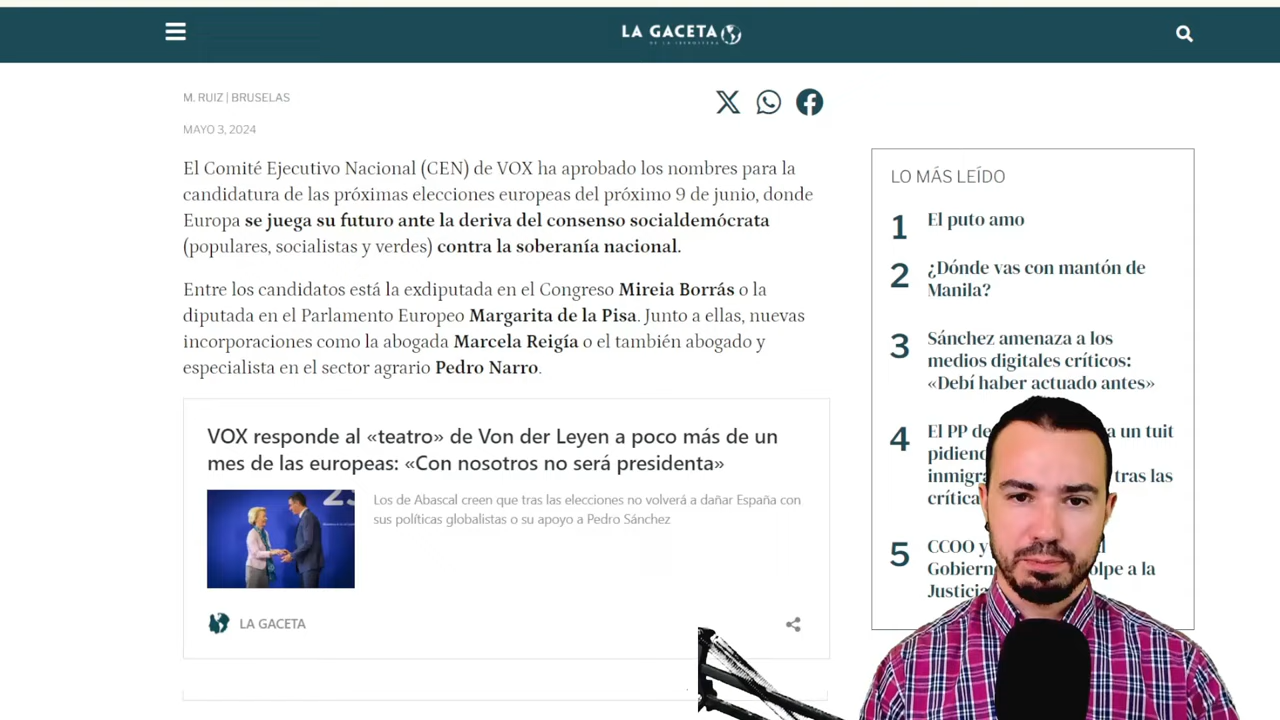 LA GACETA
DE LA IBEROSFERA
M. RUIZ | BRUSELAS
MAYO 3, 2024
El Comité Ejecutivo Nacional (CEN) de VOX ha aprobado los nombres para la
candidatura de las próximas elecciones europeas del próximo 9 de junio, donde
Europa se juega su futuro ante la deriva del consenso socialdemócrata
(populares, socialistas y verdes) contra la soberanía nacional.
Entre los candidatos está la exdiputada en el Congreso Mireia Borrás o la
diputada en el Parlamento Europeo Margarita de la Pisa. Junto a ellas, nuevas
incorporaciones como la abogada Marcela Reigía o el también abogado y
especialista en el sector agrario Pedro Narro.
VOX responde al «teatro» de Von der Leyen a poco más de un
mes de las europeas: «Con nosotros no será presidenta»
Los de Abascal creen que tras las elecciones no volverá a dañar España con
sus políticas globalistas o su apoyo a Pedro Sánchez
LA GACETA
LO MÁS LEÍDO
1 El puto amo
2 ¿Dónde vas con mantón de
Manila?
3 Sánchez amenaza a los
medios digitales críticos:
«Debí haber actuado antes»
4 El PP a un tuit
tras las
5 CCOO y
a la